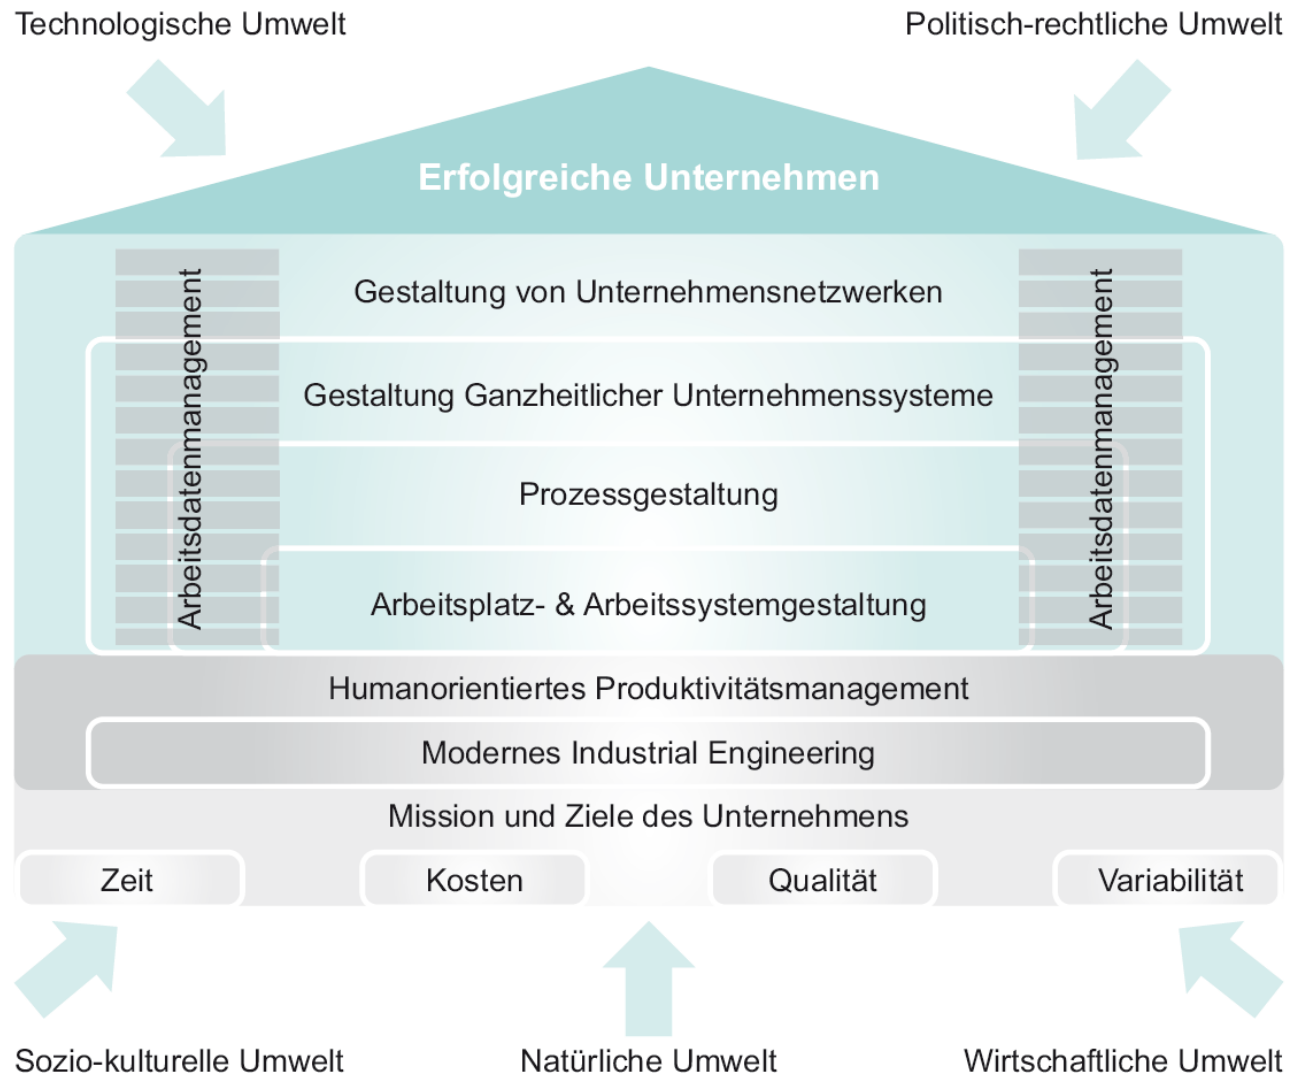 Technologische Umwelt
Politisch-rechtliche Umwelt
Erfolgreiche Unternehmen
Arbeitsdatenmanagement
Gestaltung von Unternehmensnetzwerken
Gestaltung Ganzheitlicher Unternehmenssysteme
Prozessgestaltung
Arbeitsplatz- & Arbeitssystemgestaltung
Arbeitsdatenmanagement
Humanorientiertes Produktivitätsmanagement
Modernes Industrial Engineering
Mission und Ziele des Unternehmens
Zeit
Kosten
Qualität
Variabilität
Sozio-kulturelle Umwelt
Natürliche Umwelt
Wirtschaftliche Umwelt